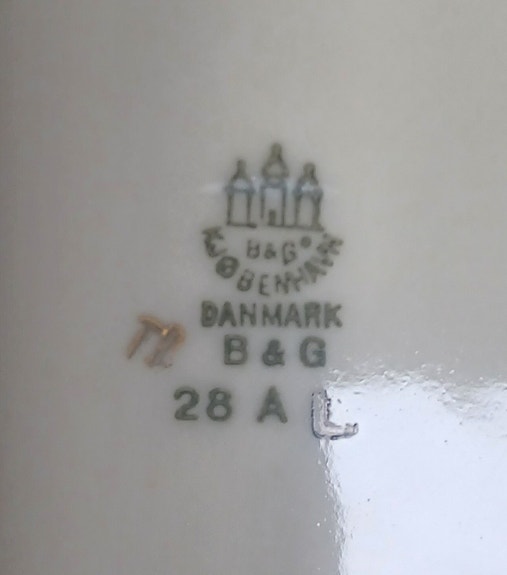 B&G®
KØBENHAVN
DANMARK
B & G
28 A L